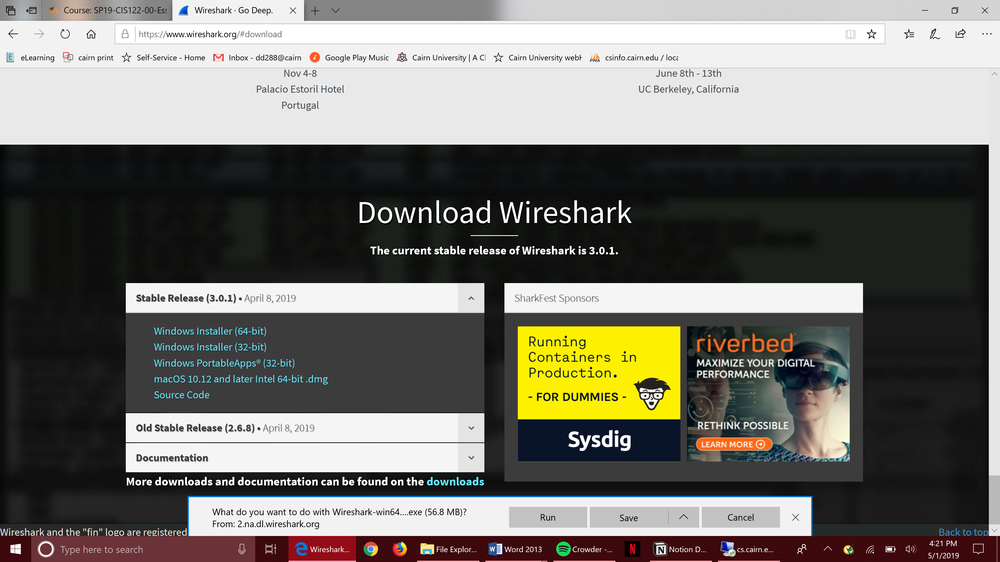 Course: SP19-CIS122-00-Ess
Wireshark · Go Deep.
https://www.wireshark.org/#download
eLearning
cairn print
Self-Service - Home
Inbox - dd288@cairn
Google Play Music
Cairn University | A Cl
Cairn University webH
PMA
csinfo.cairn.edu / loca
Nov 4-8
Palacio Estoril Hotel
Portugal
June 8th - 13th
UC Berkeley, California
Download Wireshark
The current stable release of Wireshark is 3.0.1.
Stable Release (3.0.1) • April 8, 2019
Windows Installer (64-bit)
Windows Installer (32-bit)
Windows PortableApps® (32-bit)
macOS 10.12 and later Intel 64-bit .dmg
Source Code
Old Stable Release (2.6.8) • April 8, 2019
Documentation
More downloads and documentation can be found on the downloads
SharkFest Sponsors
Running
Containers in
Production.
- FOR DUMMIES -
Sysdig
riverbed
MAXIMIZE YOUR DIGITAL
PERFORMANCE
RETHINK POSSIBLE
LEARN MORE
What do you want to do with Wireshark-win64....exe (56.8 MB)?
From: 2.na.dl.wireshark.org
Run
Save
Cancel
Wireshark and the "fin" logo are registered
Back to top
Type here to search
Wireshark...
File Explor...
Word 2013
Crowder -...
Notion D...
cs.cairn.e...
4:21 PM
5/1/2019